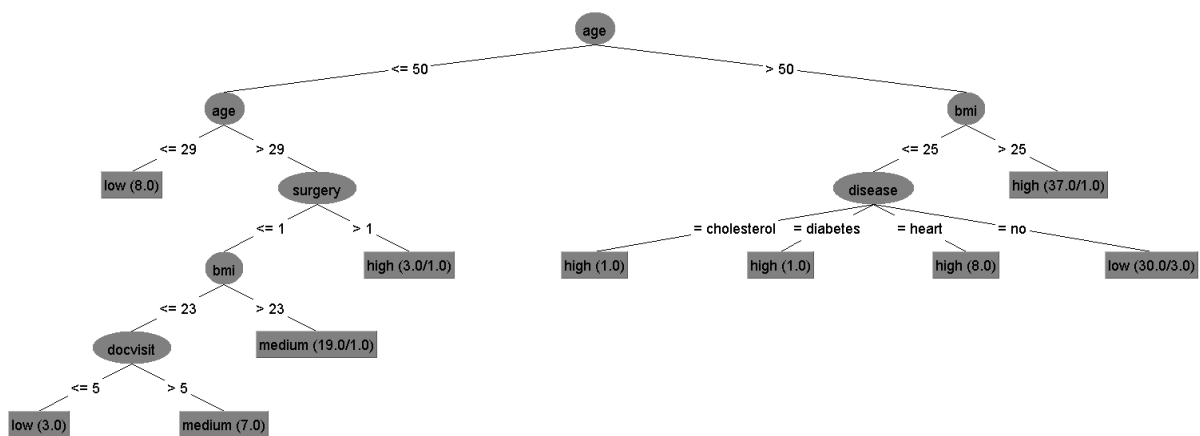 age
<= 50
> 50
age
bmi
<= 29
> 29
<= 25
> 25
low (8.0)
surgery
disease
high (37.0/1.0)
<= 1
> 1
= cholesterol
= diabetes
= heart
= no
bmi
high (3.0/1.0)
high (1.0)
high (1.0)
high (8.0)
low (30.0/3.0)
<= 23
> 23
docvisit
medium (19.0/1.0)
<= 5
> 5
low (3.0)
medium (7.0)